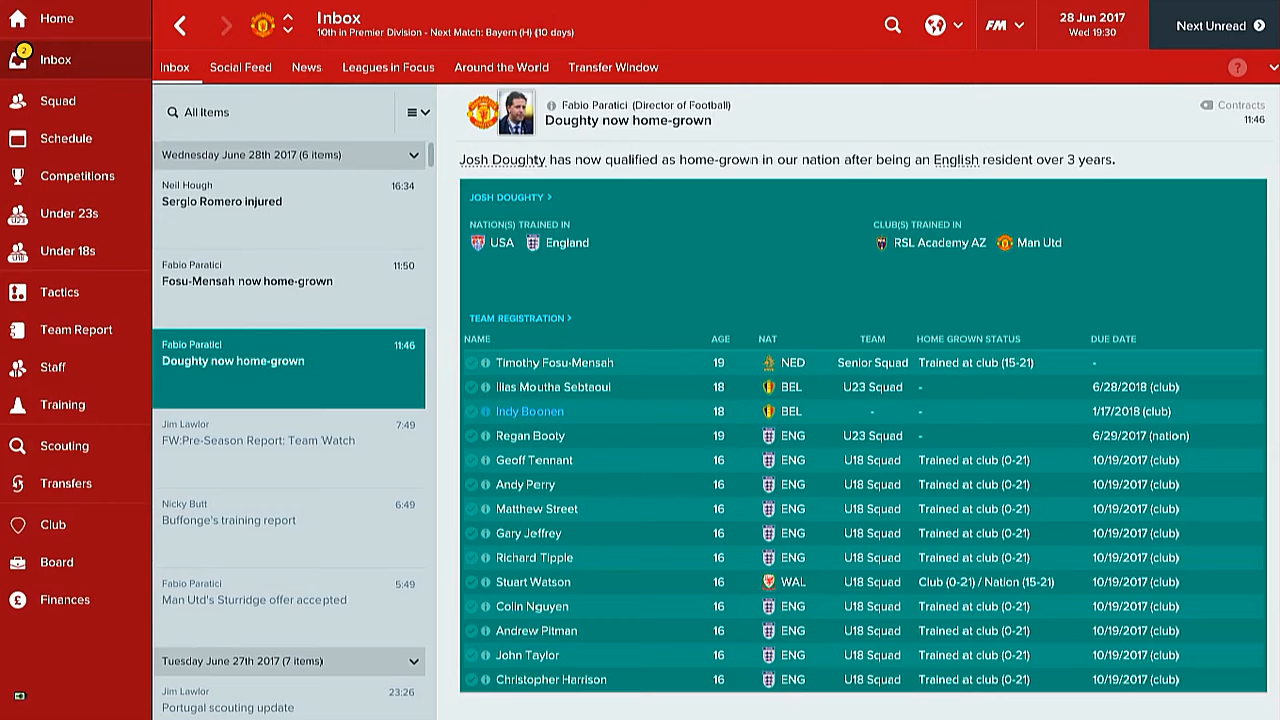 Home
2
Inbox
Squad
Schedule
Competitions
U23
Under 23s
U18
Under 18s
Tactics
Team Report
Staff
Training
Scouting
Transfers
Club
Board
£ Finances
Inbox
10th in Premier Division - Next Match: Bayern (H) (10 days)
FM
28 Jun 2017
Wed 19:30
Next Unread
Inbox Social Feed News Leagues in Focus Around the World Transfer Window ?
All Items
Wednesday June 28th 2017 (6 items)
Neil Hough 16:34
Sergio Romero injured
Fabio Paratici 11:50
Fosu-Mensah now home-grown
Fabio Paratici 11:46
Doughty now home-grown
Jim Lawlor 7:49
FW:Pre-Season Report: Team Watch
Nicky Butt 6:49
Buffonge's training report
Fabio Paratici 5:49
Man Utd's Sturridge offer accepted
Tuesday June 27th 2017 (7 items)
Jim Lawlor 23:26
Portugal scouting update
Fabio Paratici (Director of Football) Contracts
Doughty now home-grown 11:46
Josh Doughty has now qualified as home-grown in our nation after being an English resident over 3 years.
JOSH DOUGHTY >
NATION(S) TRAINED IN CLUB(S) TRAINED IN
USA England RSL Academy AZ Man Utd
TEAM REGISTRATION >
NAME AGE NAT TEAM HOME GROWN STATUS DUE DATE
Timothy Fosu-Mensah 19 NED Senior Squad Trained at club (15-21) -
Ilias Moutha Sebtaoui 18 BEL U23 Squad - 6/28/2018 (club)
Indy Boonen 18 BEL - - 1/17/2018 (club)
Regan Booty 19 ENG U23 Squad - 6/29/2017 (nation)
Geoff Tennant 16 ENG U18 Squad Trained at club (0-21) 10/19/2017 (club)
Andy Perry 16 ENG U18 Squad Trained at club (0-21) 10/19/2017 (club)
Matthew Street 16 ENG U18 Squad Trained at club (0-21) 10/19/2017 (club)
Gary Jeffrey 16 ENG U18 Squad Trained at club (0-21) 10/19/2017 (club)
Richard Tipple 16 ENG U18 Squad Trained at club (0-21) 10/19/2017 (club)
Stuart Watson 16 WAL U18 Squad Club (0-21) / Nation (15-21) 10/19/2017 (club)
Colin Nguyen 16 ENG U18 Squad Trained at club (0-21) 10/19/2017 (club)
Andrew Pitman 16 ENG U18 Squad Trained at club (0-21) 10/19/2017 (club)
John Taylor 16 ENG U18 Squad Trained at club (0-21) 10/19/2017 (club)
Christopher Harrison 16 ENG U18 Squad Trained at club (0-21) 10/19/2017 (club)